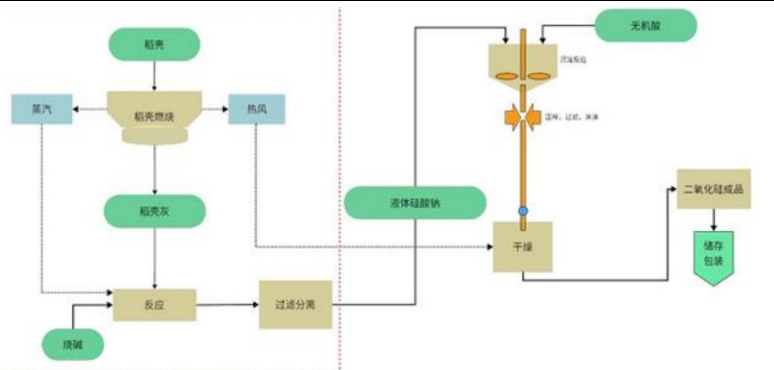 稻壳
无机酸
沉淀反应
蒸汽
稻壳燃烧
热风
压榨，过滤，洗涤
稻壳灰
液体硅酸钠
二氧化硅成品
干燥
储存
包装
反应
过滤分离
烧碱